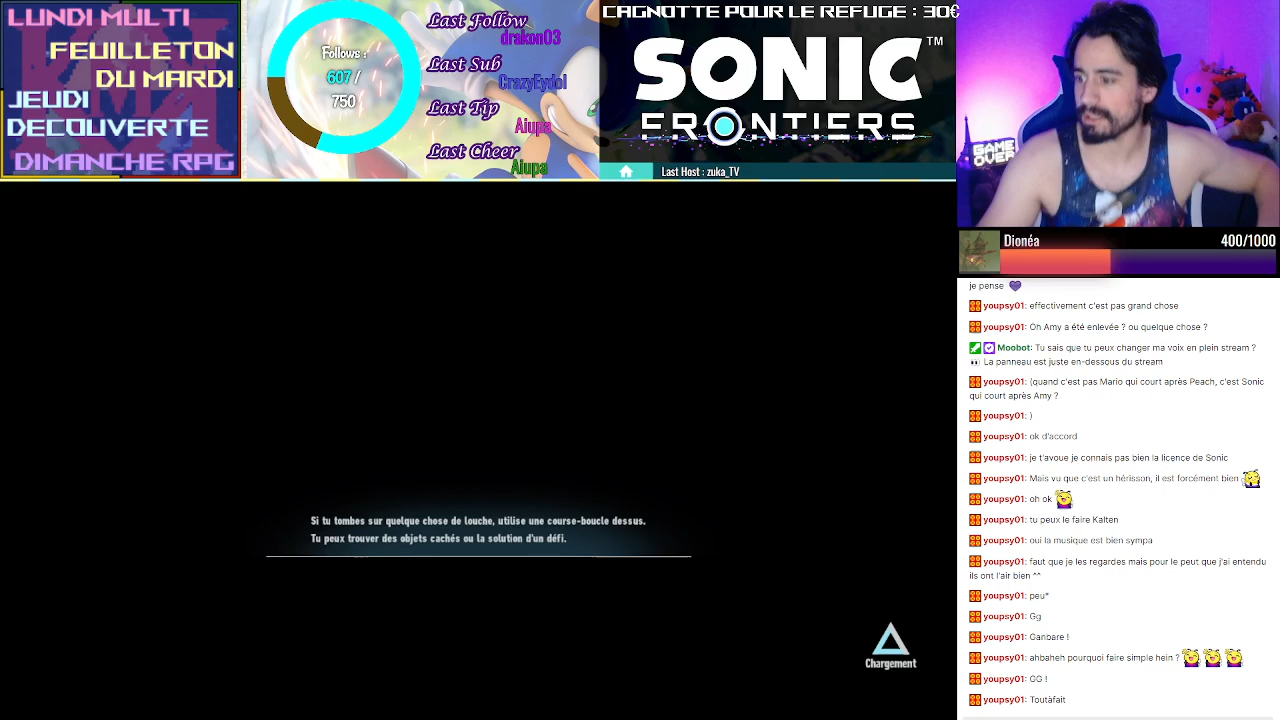 LUNDI MULTI
FEUILLETON
DU MARDI
JEUDI
DECOUVERTE
DIMANCHE RPG
Follows :
607 /
750
Last Follow
drakon03
Last Sub
CrazyEydol
Last Tip
Aiupa
Last Cheer
Aiupa
CAGNOTTE POUR LE REFUGE : 30€
SONIC™
FRONTIERS
Last Host : zuka_TV
GAME
OVER
Dionéa 400/1000
je pense
youpsy01: effectivement c'est pas grand chose
youpsy01: Oh Amy a été enlevée ? ou quelque chose ?
Moobot: Tu sais que tu peux changer ma voix en plein stream ?
La panneau est juste en-dessous du stream
youpsy01: (quand c'est pas Mario qui court après Peach, c'est Sonic
qui court après Amy ?
youpsy01: )
youpsy01: ok d'accord
youpsy01: je t'avoue je connais pas bien la licence de Sonic
youpsy01: Mais vu que c'est un hérisson, il est forcément bien
youpsy01: oh ok
youpsy01: tu peux le faire Kalten
youpsy01: oui la musique est bien sympa
youpsy01: faut que je les regardes mais pour le peut que j'ai entendu
ils ont l'air bien ^^
youpsy01: peu*
youpsy01: Gg
youpsy01: Ganbare !
youpsy01: ahbaheh pourquoi faire simple hein ?
youpsy01: GG !
youpsy01: Toutàfait
Si tu tombes sur quelque chose de louche, utilise une course-boucle dessus.
Tu peux trouver des objets cachés ou la solution d'un défi.
Chargement